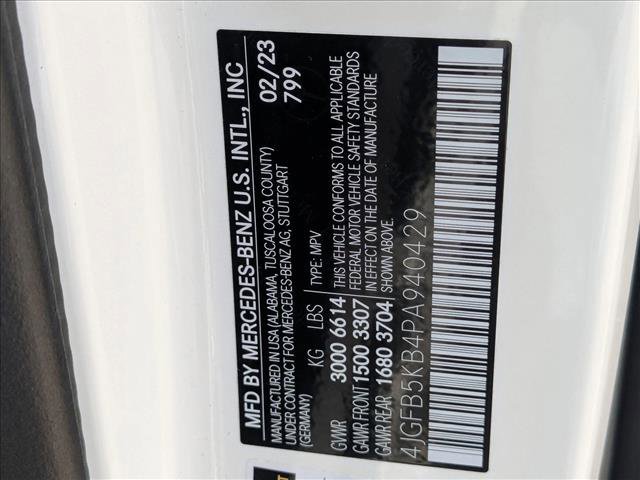 MFD BY MERCEDES-BENZ U.S. INTL., INC
MANUFACTURED IN USA (ALABAMA, TUSCALOOSA COUNTY)
UNDER CONTRACT FOR MERCEDES-BENZ AG, STUTTGART
(GERMANY)
02/23
799
KG LBS TYPE: MPV
GVWR 3000 6614
GAWR FRONT 1500 3307
GAWR REAR 1680 3704
THIS VEHICLE CONFORMS TO ALL APPLICABLE
FEDERAL MOTOR VEHICLE SAFETY STANDARDS
IN EFFECT ON THE DATE OF MANUFACTURE
SHOWN ABOVE.
4JGFB5KB4PA940429